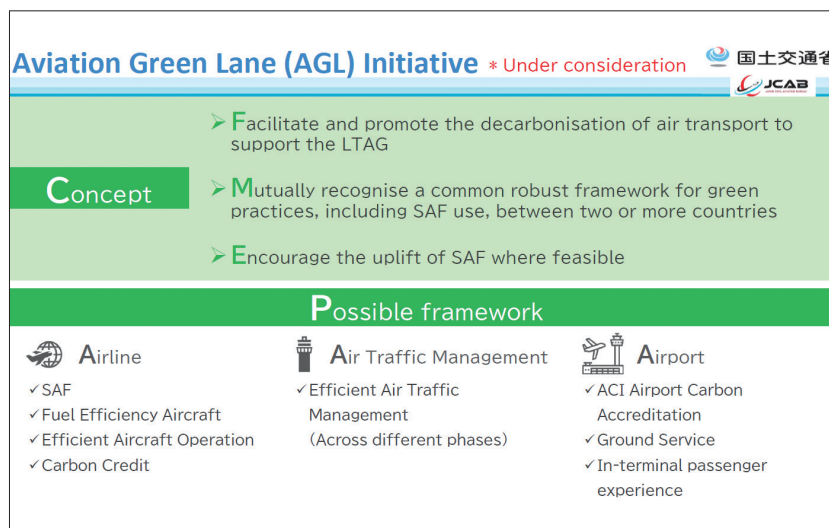 Aviation Green Lane (AGL) Initiative * Under consideration
国土交通省
JCAB
Concept
➢ Facilitate and promote the decarbonisation of air transport to
support the LTAG
➢ Mutually recognise a common robust framework for green
practices, including SAF use, between two or more countries
➢ Encourage the uplift of SAF where feasible
Possible framework
Airline
✓SAF
✓Fuel Efficiency Aircraft
✓Efficient Aircraft Operation
✓Carbon Credit
Air Traffic Management
✓Efficient Air Traffic
Management
(Across different phases)
Airport
✓ACI Airport Carbon
Accreditation
✓Ground Service
✓In-terminal passenger
experience